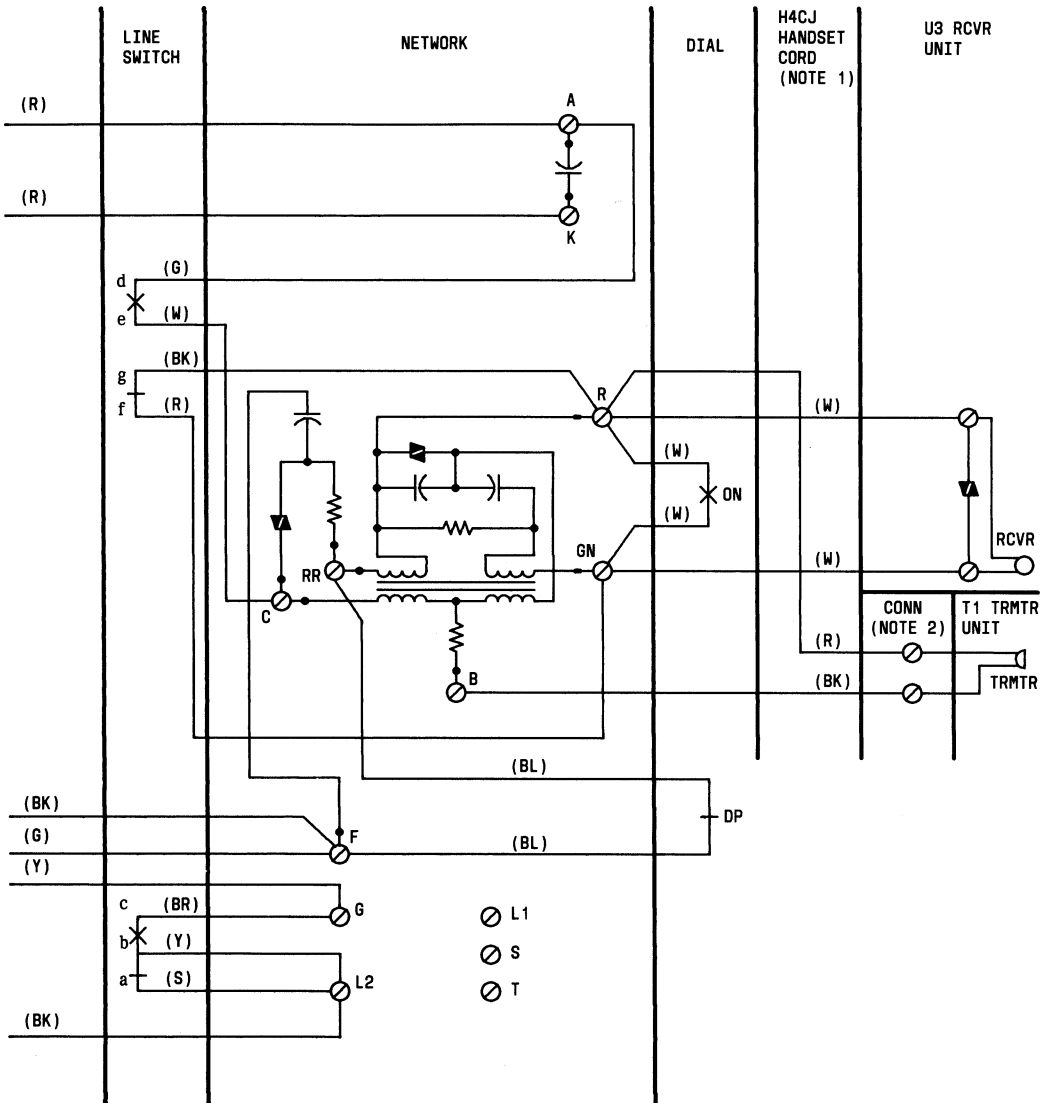 LINE
SWITCH
NETWORK
DIAL
H4CJ
HANDSET
CORD
(NOTE 1)
U3 RCVR
UNIT
(R)
A
(R)
K
d
(G)
e
(W)
g
(BK)
f
(R)
R
(W)
(W)
ON
(W)
GN
(W)
RCVR
RR
C
CONN
(NOTE 2)
T1 TRMTR
UNIT
(R)
B
(BK)
TRMTR
(BL)
(BK)
DP
(G)
F
(BL)
(Y)
c
(BR)
G
L1
b
(Y)
S
a
(S)
L2
T
(BK)